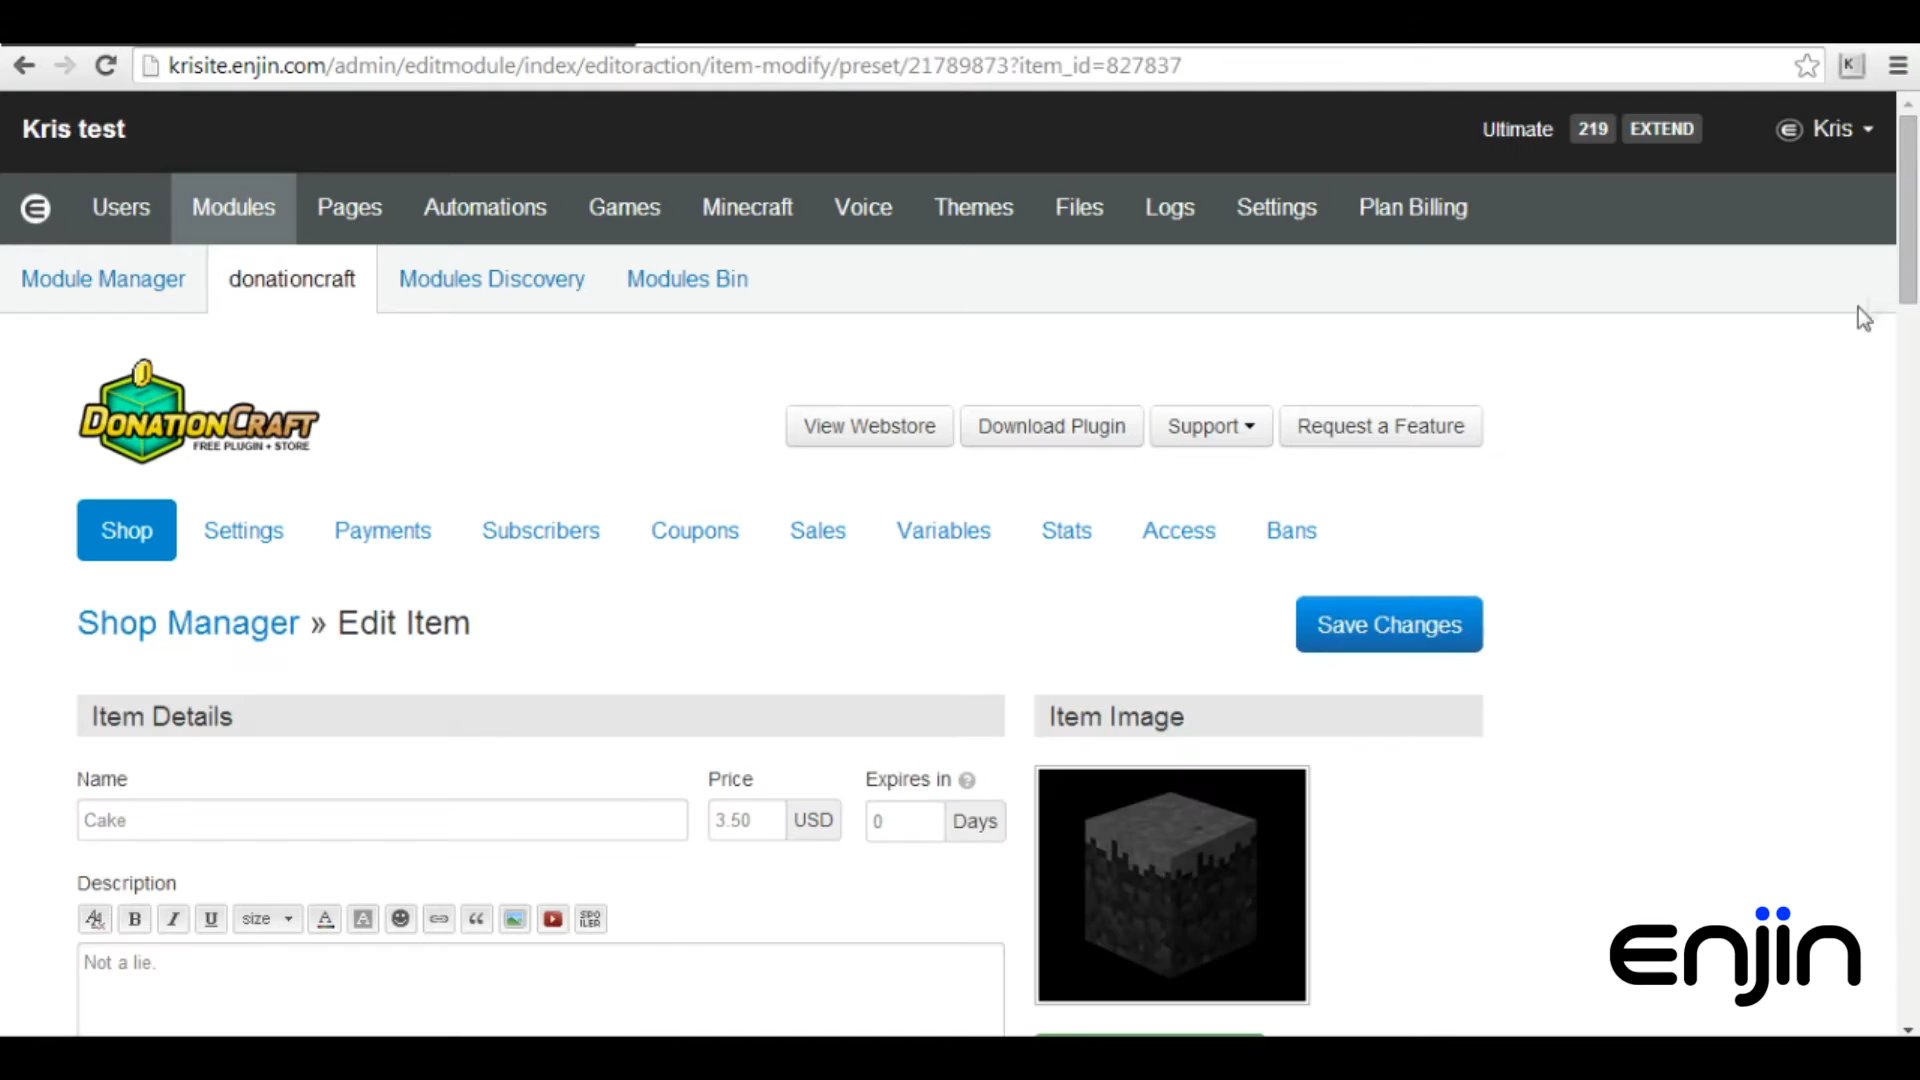 krisite.enjin.com/admin/editmodule/index/editoraction/item-modify/preset/21789873?item_id=827837
K
Kris test
Ultimate 219 EXTEND Kris
Users Modules Pages Automations Games Minecraft Voice Themes Files Logs Settings Plan Billing
Module Manager donationcraft Modules Discovery Modules Bin
DONATIONCRAFT
FREE PLUGIN + STORE
View Webstore Download Plugin Support Request a Feature
Shop Settings Payments Subscribers Coupons Sales Variables Stats Access Bans
Shop Manager » Edit Item Save Changes
Item Details Item Image
Name Price Expires in ?
Cake 3.50 USD 0 Days
Description
B I U size A A SPOILER
Not a lie.
enjin